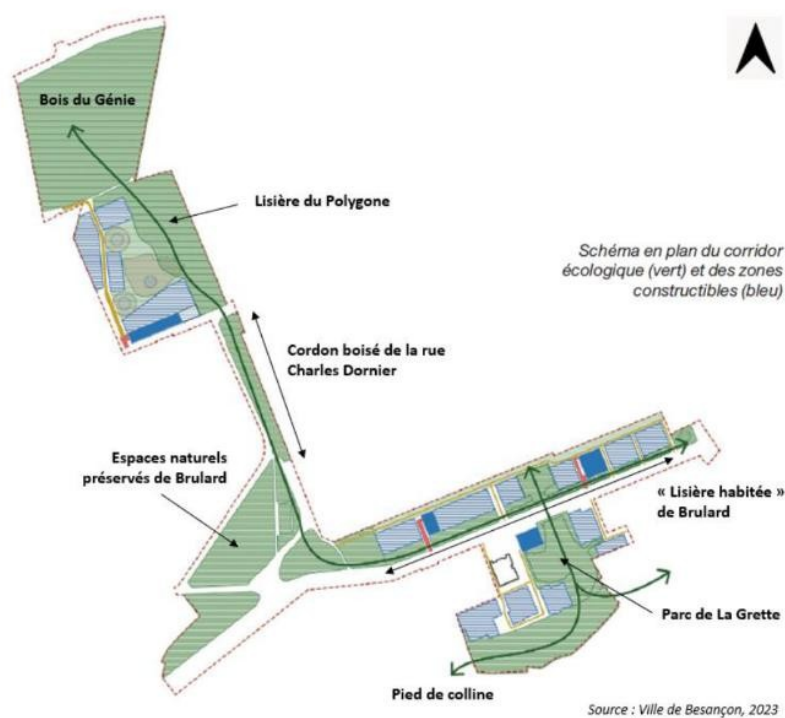 Bois du Génie
Lisière du Polygone
Schéma en plan du corridor
écologique (vert) et des zones
constructibles (bleu)
Cordon boisé de la rue
Charles Dornier
Espaces naturels
préservés de Brulard
« Lisière habitée »
de Brulard
Parc de La Grette
Pied de colline
Source : Ville de Besançon, 2023